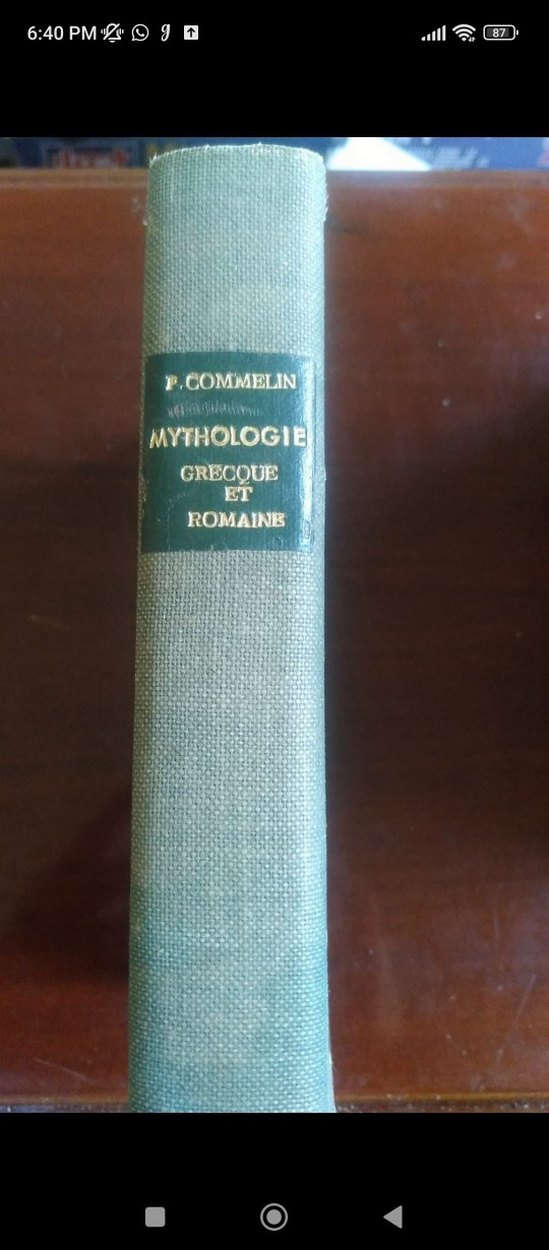 6:40 PM
87
P. COMMELIN
MYTHOLOGIE
GRECQUE
ET
ROMAINE